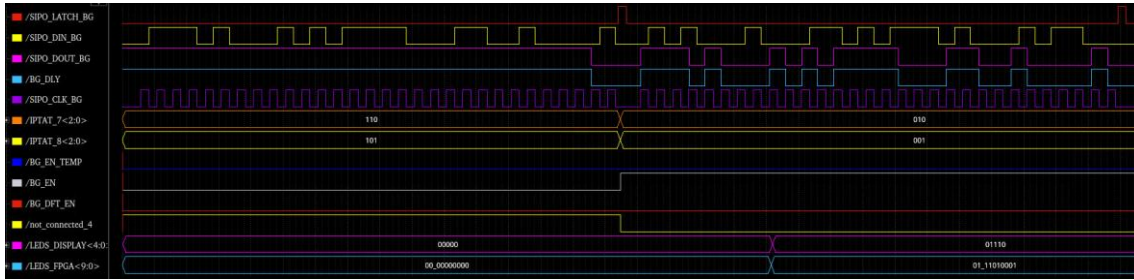 /SIPO_LATCH_BG
/SIPO_DIN_BG
/SIPO_DOUT_BG
/BG_DLY
/SIPO_CLK_BG
/IPTAT_7<2:0> 110 010
/IPTAT_8<2:0> 101 001
/BG_EN_TEMP
/BG_EN
/BG_DFT_EN
/not_connected_4
/LEDS_DISPLAY<4:0: 00000 01110
/LEDS_FPGA<9:0> 00_00000000 01_11010001